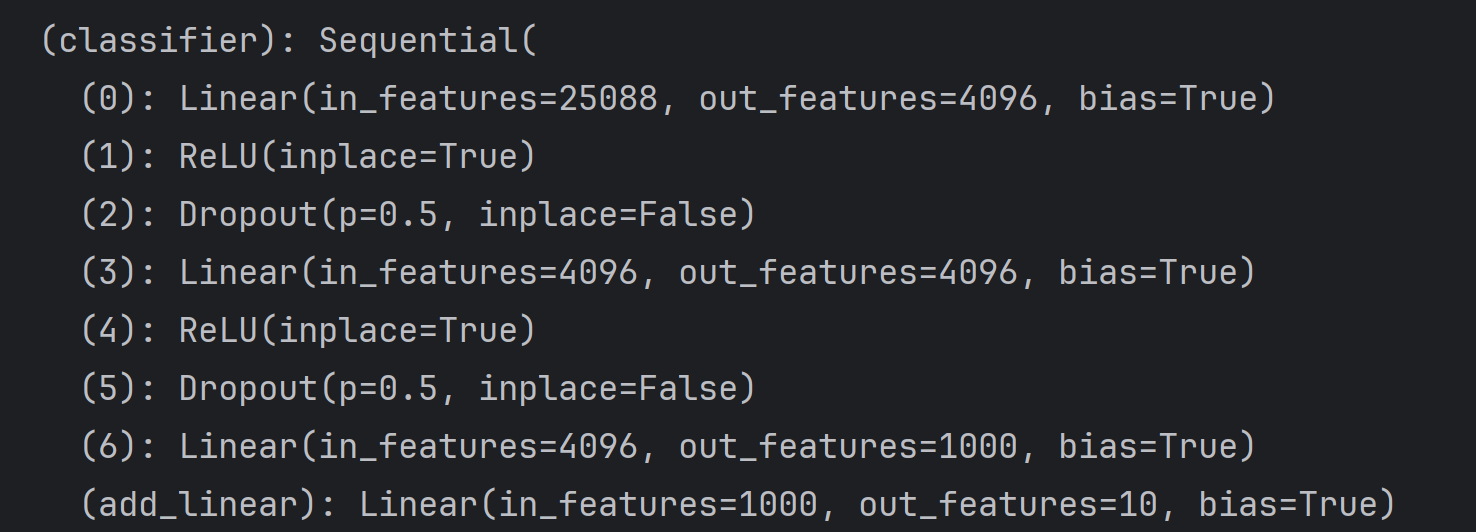 (classifier): Sequential(
(0): Linear(in_features=25088, out_features=4096, bias=True)
(1): ReLU(inplace=True)
(2): Dropout(p=0.5, inplace=False)
(3): Linear(in_features=4096, out_features=4096, bias=True)
(4): ReLU(inplace=True)
(5): Dropout(p=0.5, inplace=False)
(6): Linear(in_features=4096, out_features=1000, bias=True)
(add_linear): Linear(in_features=1000, out_features=10, bias=True)